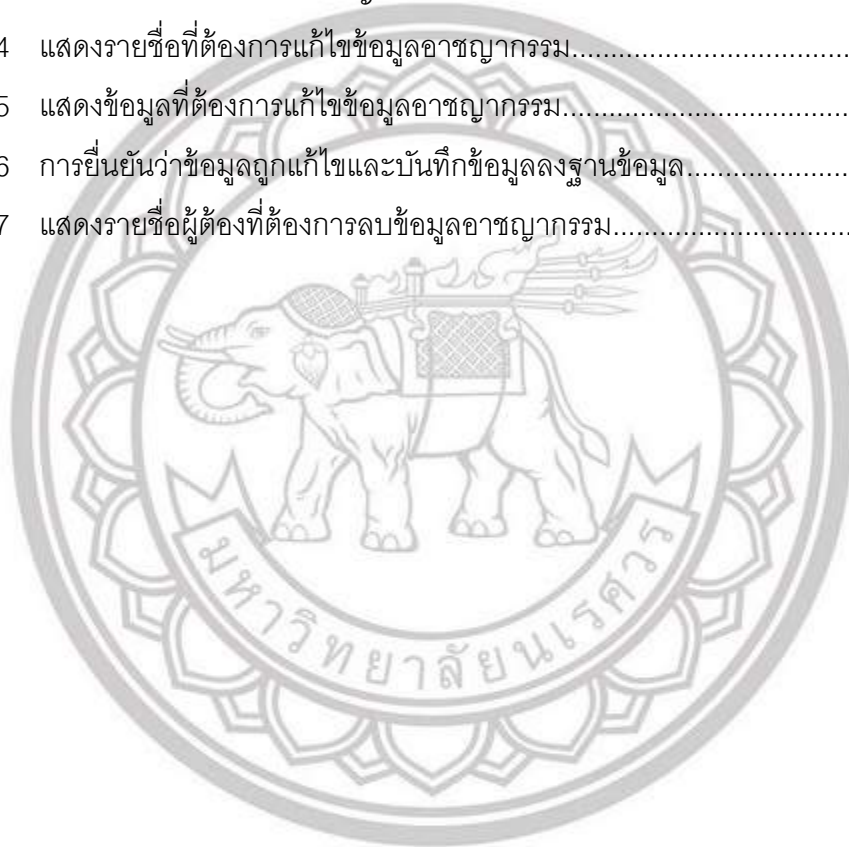 4 แสดงรายชื่อที่ต้องการแก้ไขข้อมูลอาชญากรรม
5 แสดงข้อมูลที่ต้องการแก้ไขข้อมูลอาชญากรรม
6 การยื่นยันว่าข้อมูลถูกแก้ไขและบันทึกข้อมูลลงฐานข้อมูล
7 แสดงรายชื่อผู้ต้องที่ต้องการลบข้อมูลอาชญากรรม
มหาวิทยาลัยนเรศวร